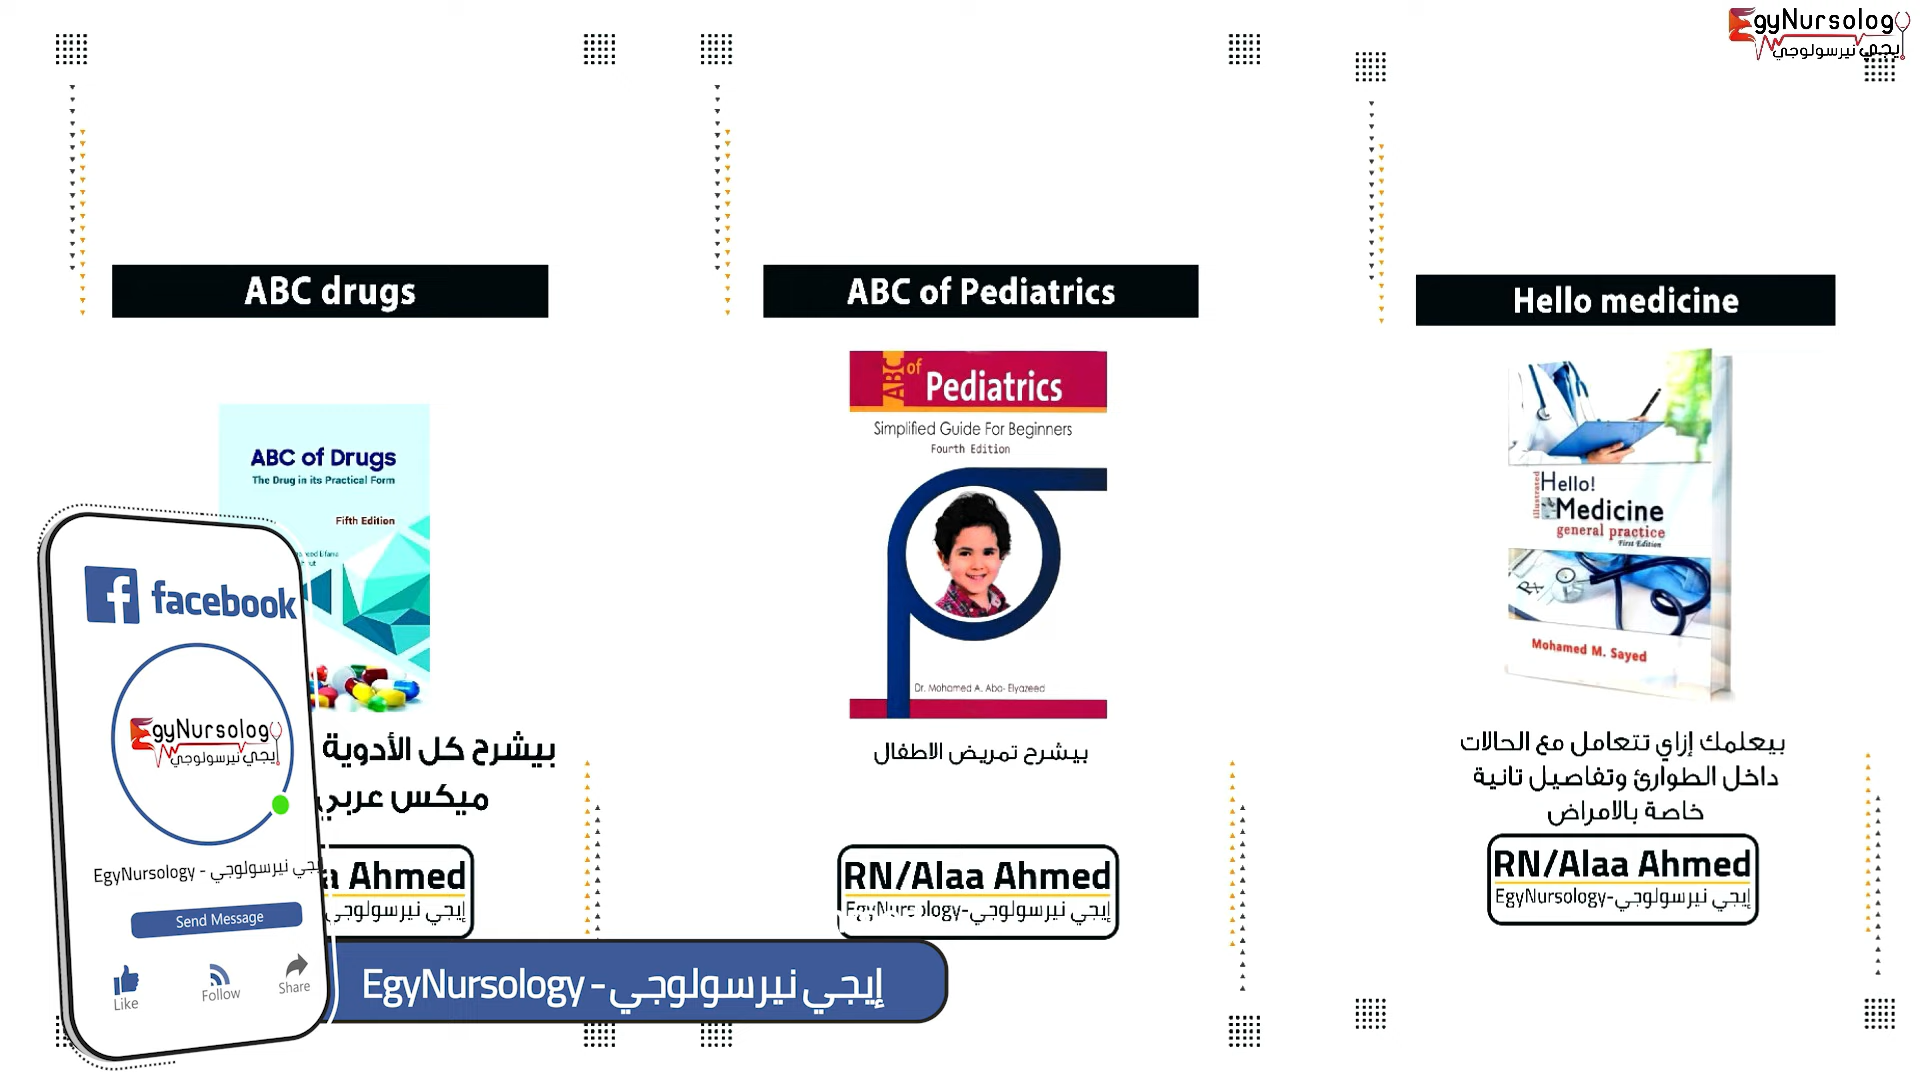 EgyNursology
إيجي نيرسولوجي
ABC drugs
ABC of Drugs
The Drug in its Practical Form
Fifth Edition
بيشرح كل الأدوية
ميكس عربي
a Ahmed
إيجي نيرسولوجي
ABC of Pediatrics
ABC of
Pediatrics
Simplified Guide For Beginners
Fourth Edition
Dr. Mohamed A. Abo- Elyazeed
بيشرح تمريض الاطفال
RN/Alaa Ahmed
EgyNursology-إيجي نيرسولوجي
Hello medicine
Hello!
illustrated
Medicine
general practice
First Edition
Rx
Mohamed M. Sayed
بيعلمك إزاي تتعامل مع الحالات
داخل الطوارئ وتفاصيل تانية
خاصة بالامراض
RN/Alaa Ahmed
EgyNursology-إيجي نيرسولوجي
facebook
EgyNursology
إيجي نيرسولوجي
EgyNursology - إيجي نيرسولوجي
Send Message
Like
Follow
Share
EgyNursology - إيجي نيرسولوجي